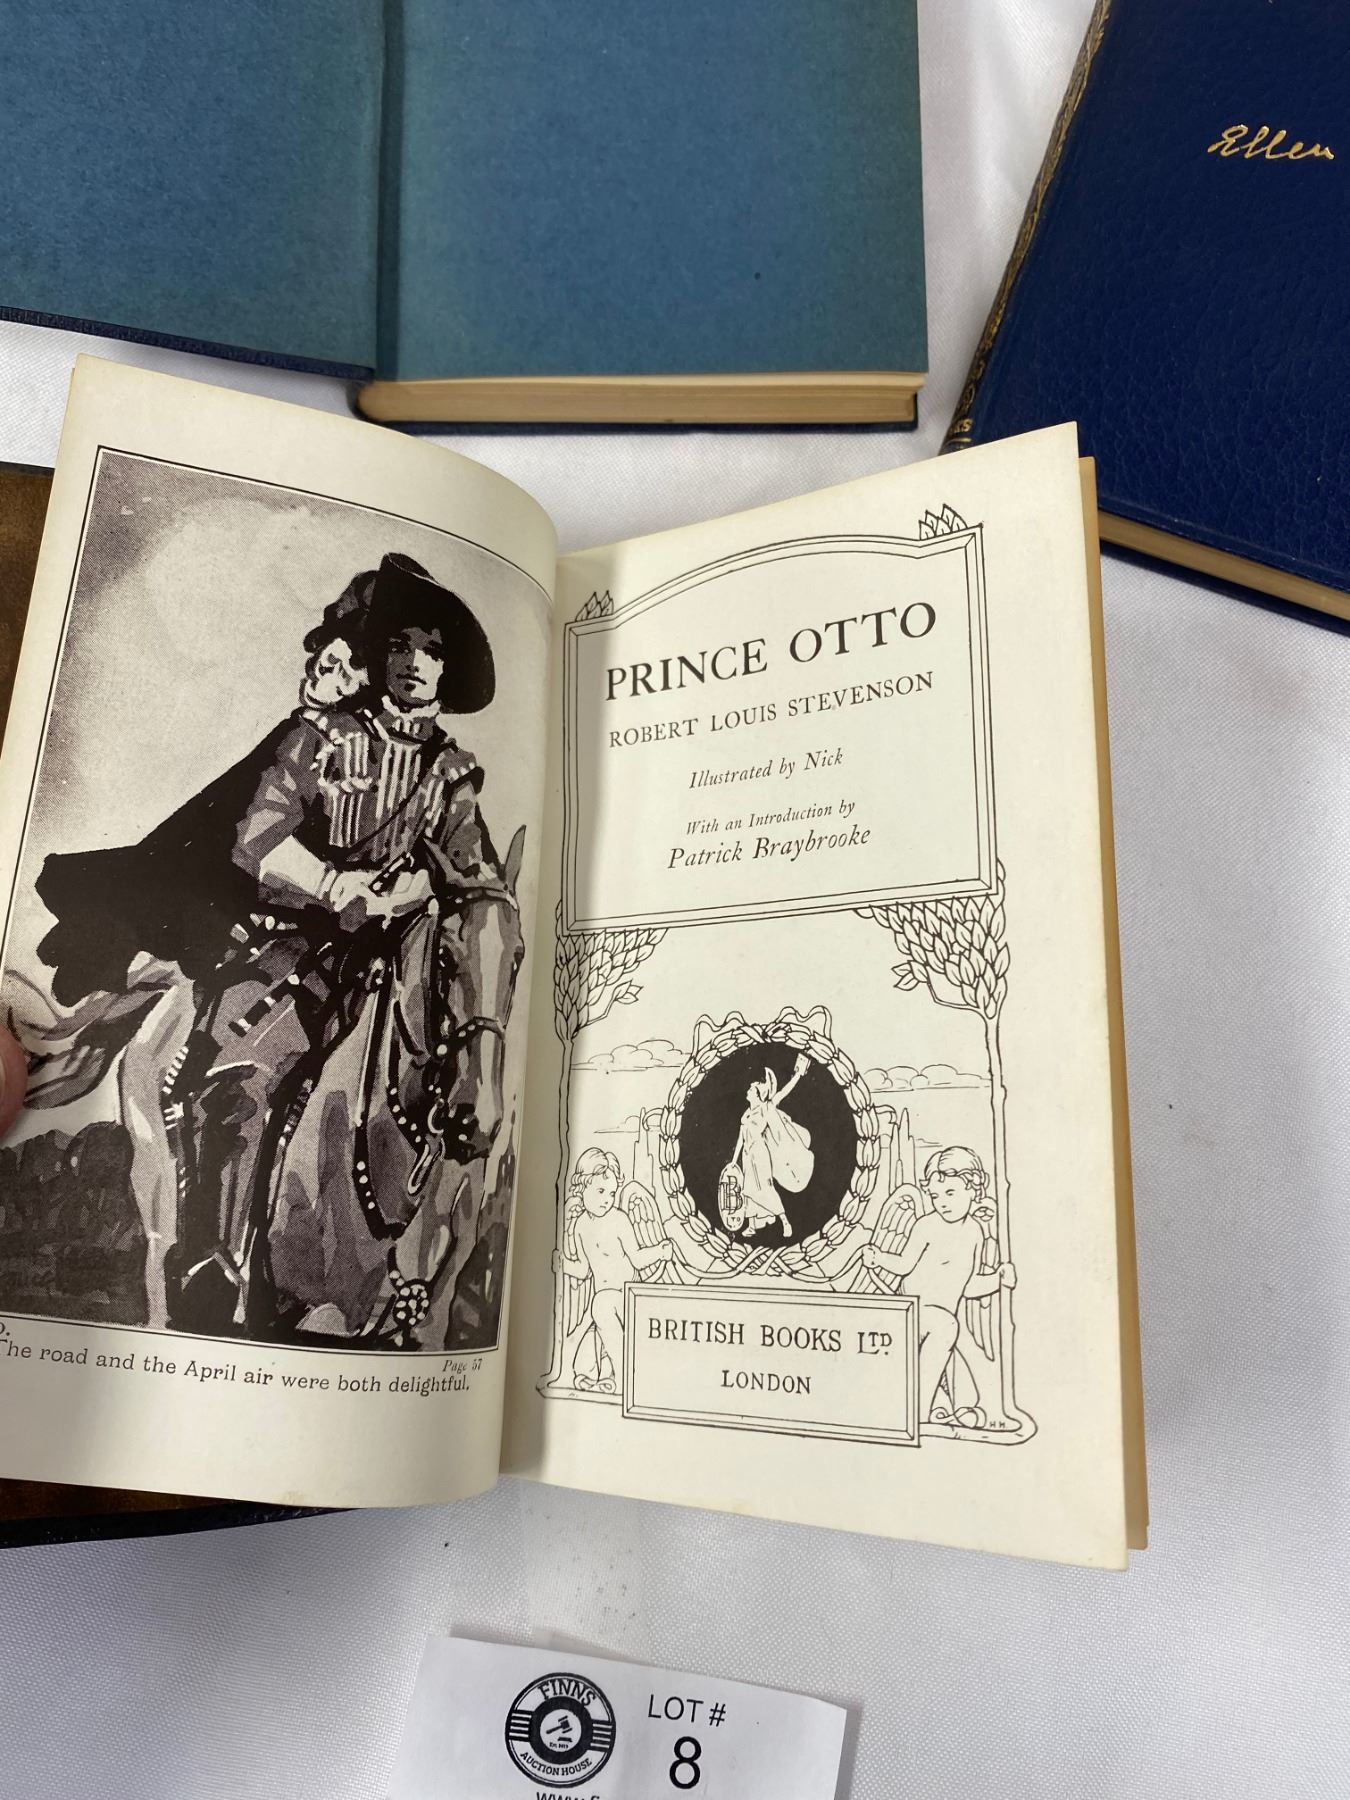 Ellen
PRINCE OTTO
ROBERT LOUIS STEVENSON
Illustrated by Nick
With an Introduction by
Patrick Braybrooke
BB
BRITISH BOOKS LTD.
LONDON
HH
Page 57
The road and the April air were both delightful.
FINNS
AUCTION HOUSE
LOT #
8